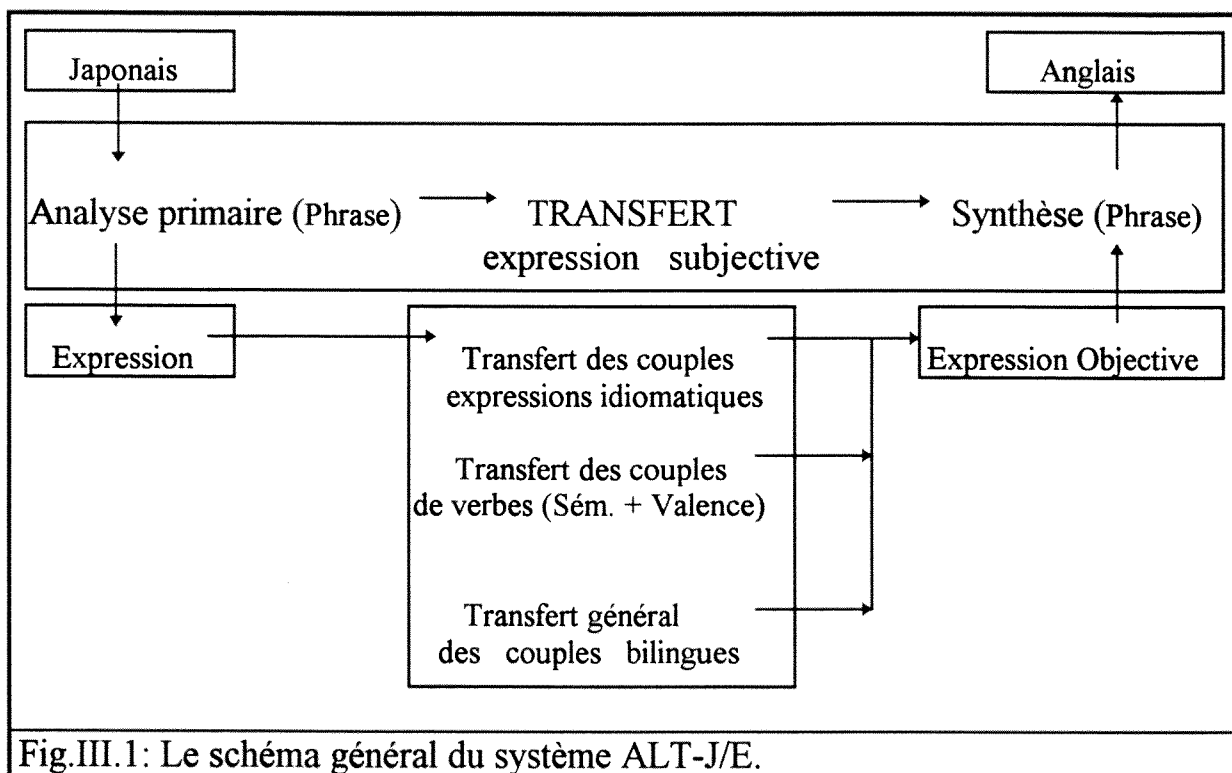 Japonais
Anglais
Analyse primaire (Phrase)
TRANSFERT
expression subjective
Synthèse (Phrase)
Expression
Transfert des couples
expressions idiomatiques
Expression Objective
Transfert des couples
de verbes (Sém. + Valence)
Transfert général
des couples bilingues
Fig.III.1: Le schéma général du système ALT-J/E.